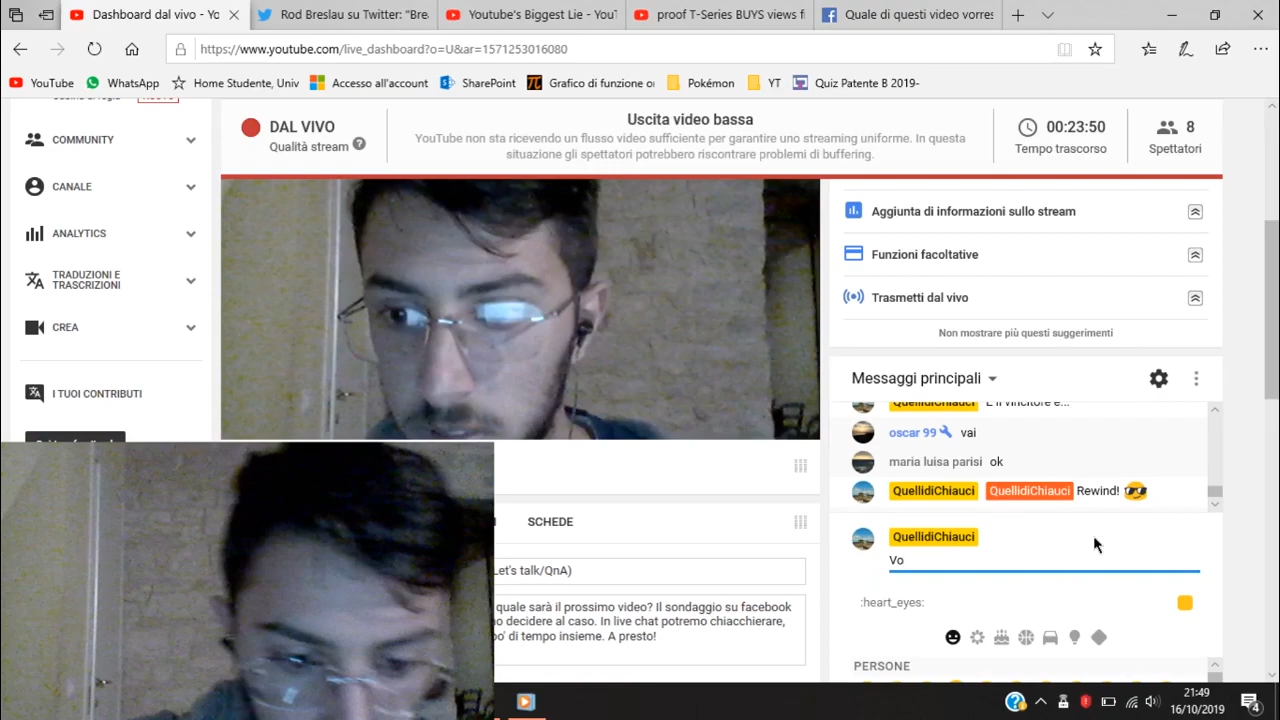 Dashboard dal vivo - Yo
Rod Breslau su Twitter: "Bre
Youtube's Biggest Lie - YouT
proof T-Series BUYS views f
Quale di questi video vorres
https://www.youtube.com/live_dashboard?o=U&ar=1571253016080
YouTube
WhatsApp
Home Studente, Univ
Accesso all'account
SharePoint
Grafico di funzione or
Pokémon
YT
Quiz Patente B 2019-
COMMUNITY
CANALE
ANALYTICS
TRADUZIONI E
TRASCRIZIONI
CREA
I TUOI CONTRIBUTI
DAL VIVO
Qualità stream
Uscita video bassa
YouTube non sta ricevendo un flusso video sufficiente per garantire uno streaming uniforme. In questa
situazione gli spettatori potrebbero riscontrare problemi di buffering.
00:23:50
Tempo trascorso
8
Spettatori
Aggiunta di informazioni sullo stream
Funzioni facoltative
Trasmetti dal vivo
Non mostrare più questi suggerimenti
Messaggi principali
QuellidiChiauci E il vincitore è...
oscar 99 vai
maria luisa parisi ok
QuellidiChiauci QuellidiChiauci Rewind!
QuellidiChiauci
Vo
:heart_eyes:
PERSONE
SCHEDE
Let's talk/QnA)
quale sarà il prossimo video? Il sondaggio su facebook
o decidere al caso. In live chat potremo chiacchierare,
di tempo insieme. A presto!
21:49
16/10/2019
4